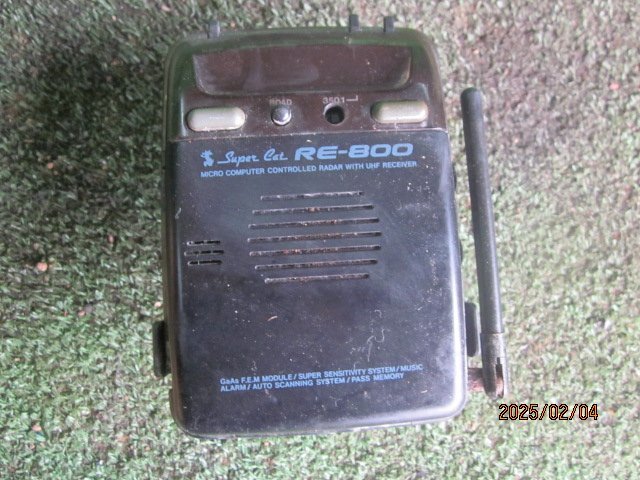 ROAD 3501
Super Cat RE-800
MICRO COMPUTER CONTROLLED RADAR WITH UHF RECEIVER
GaAs F.E.M MODULE/SUPER SENSITIVITY SYSTEM/MUSIC
ALARM/AUTO SCANNING SYSTEM/PASS MEMORY
2025/02/04